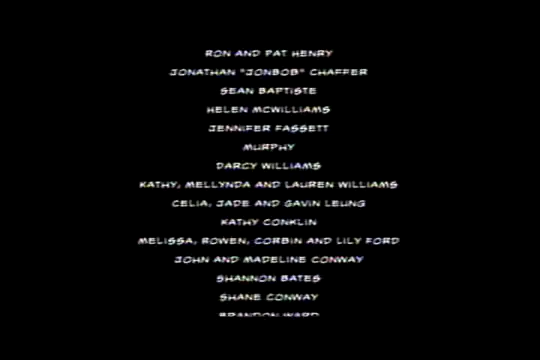 RON AND PAT HENRY
JONATHAN "JONBOB" CHAFFER
SEAN BAPTISTE
HELEN MCWILLIAMS
JENNIFER FASSETT
MURPHY
DARCY WILLIAMS
KATHY, MELLYNDA AND LAUREN WILLIAMS
CELIA, JADE AND GAVIN LEUNG
KATHY CONKLIN
MELISSA, ROWEN, CORBIN AND LILY FORD
JOHN AND MADELINE CONWAY
SHANNON BATES
SHANE CONWAY
BRANDON WARD